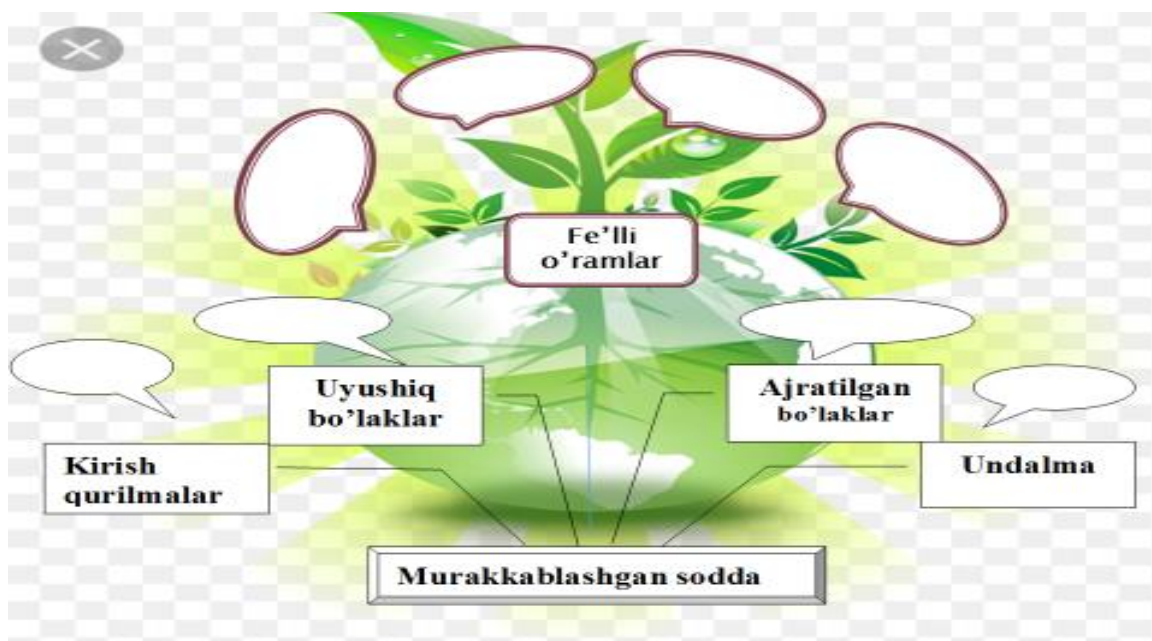 Fe’lli
o’ramlar
Uyushiq
bo’laklar
Ajratilgan
bo’laklar
Kirish
qurilmalar
Undalma
Murakkablashgan sodda